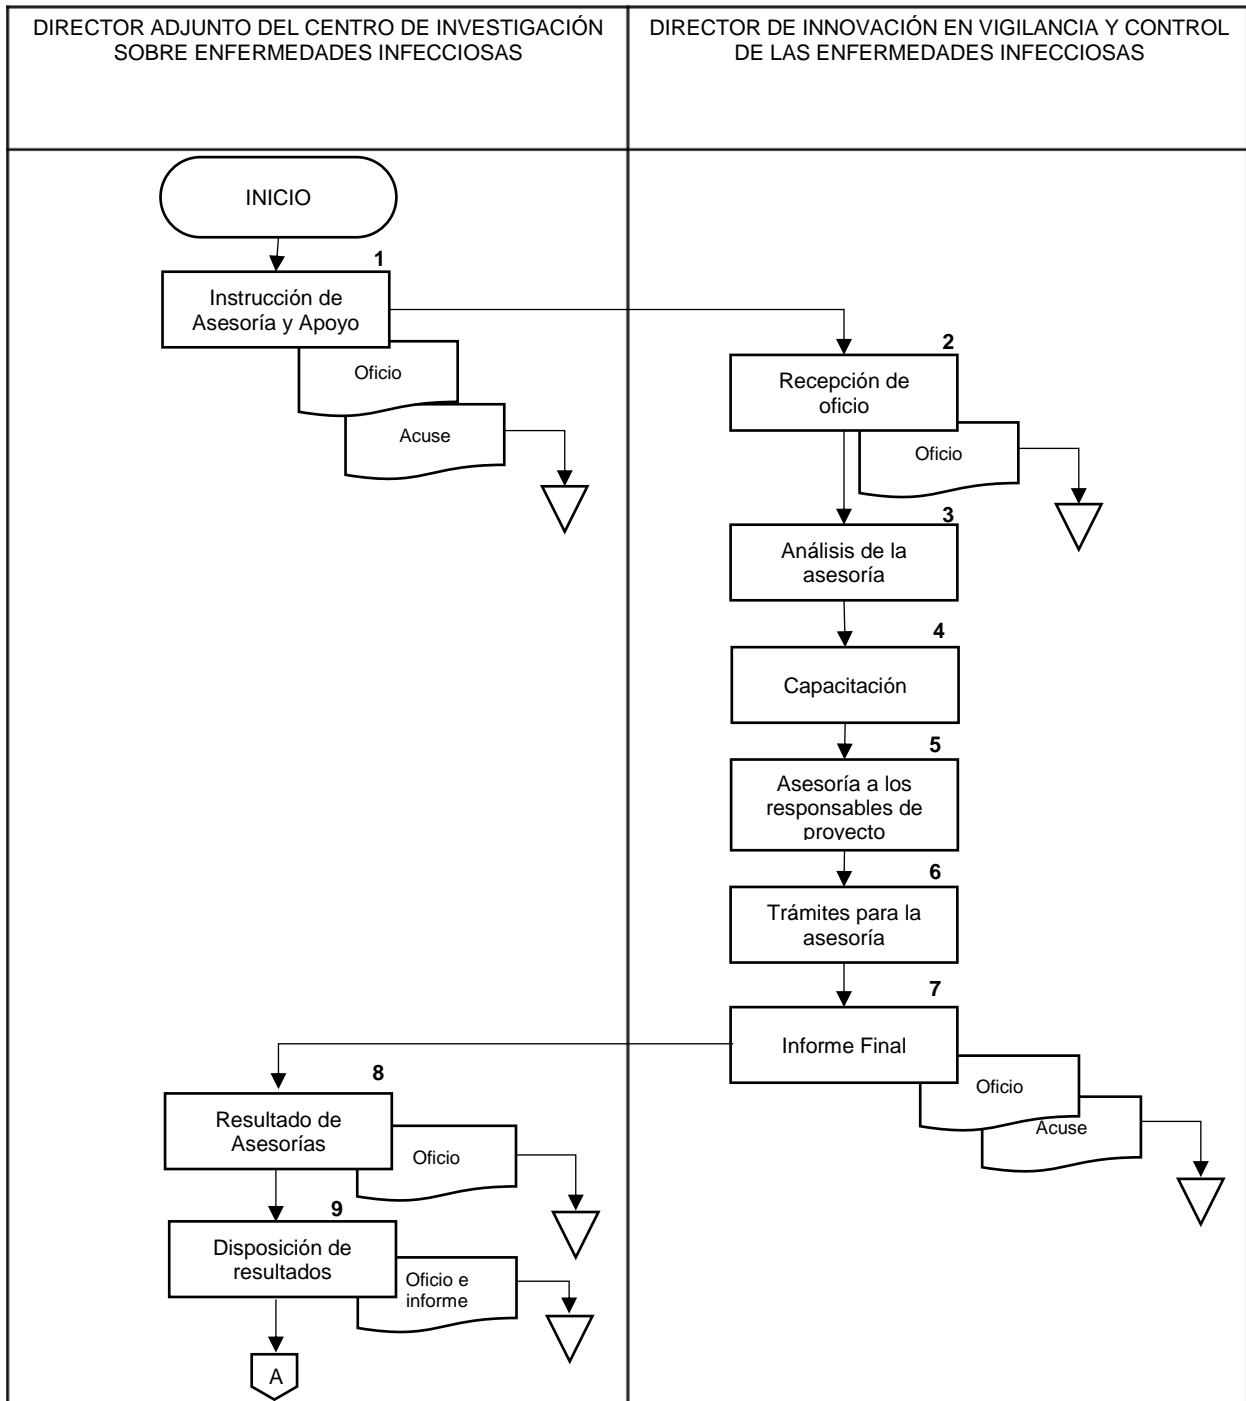 DIRECTOR ADJUNTO DEL CENTRO DE INVESTIGACIÓN
SOBRE ENFERMEDADES INFECCIOSAS
DIRECTOR DE INNOVACIÓN EN VIGILANCIA Y CONTROL
DE LAS ENFERMEDADES INFECCIOSAS
INICIO
1
Instrucción de
Asesoría y Apoyo
Oficio
Acuse
2
Recepción de
oficio
Oficio
3
Análisis de la
asesoría
4
Capacitación
5
Asesoría a los
responsables de
proyecto
6
Trámites para la
asesoría
7
Informe Final
Oficio
Acuse
8
Resultado de
Asesorías
Oficio
9
Disposición de
resultados
Oficio e
informe
A